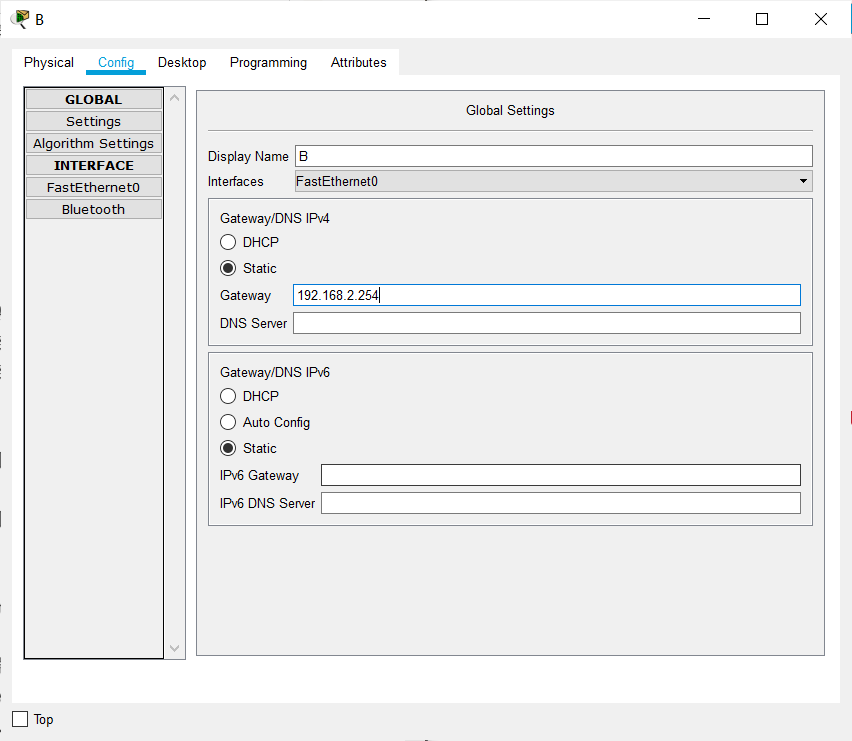 B
Physical Config Desktop Programming Attributes
GLOBAL
Settings
Algorithm Settings
INTERFACE
FastEthernet0
Bluetooth
Global Settings
Display Name B
Interfaces FastEthernet0
Gateway/DNS IPv4
DHCP
Static
Gateway 192.168.2.254
DNS Server
Gateway/DNS IPv6
DHCP
Auto Config
Static
IPv6 Gateway
IPv6 DNS Server
Top